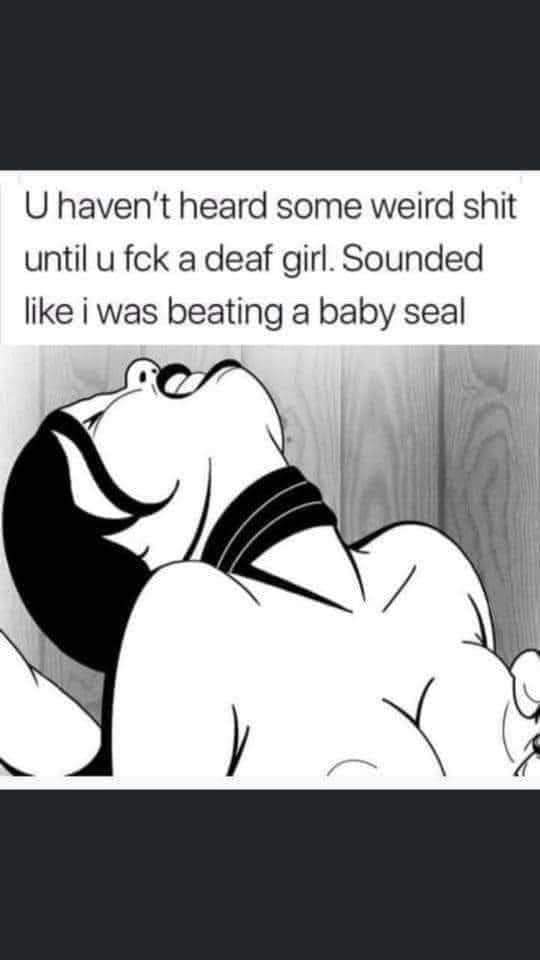 U haven't heard some weird shit
until u fck a deaf girl. Sounded
like i was beating a baby seal